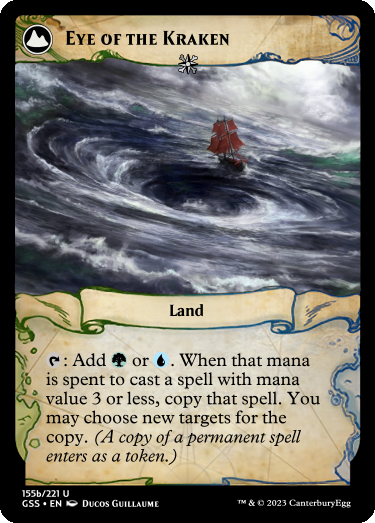 Eye of the Kraken
Land
: Add or . When that mana
is spent to cast a spell with mana
value 3 or less, copy that spell. You
may choose new targets for the
copy. (A copy of a permanent spell
enters as a token.)
155b/221 U
GSS • EN Ducos Guillaume
™ & © 2023 CanterburyEgg